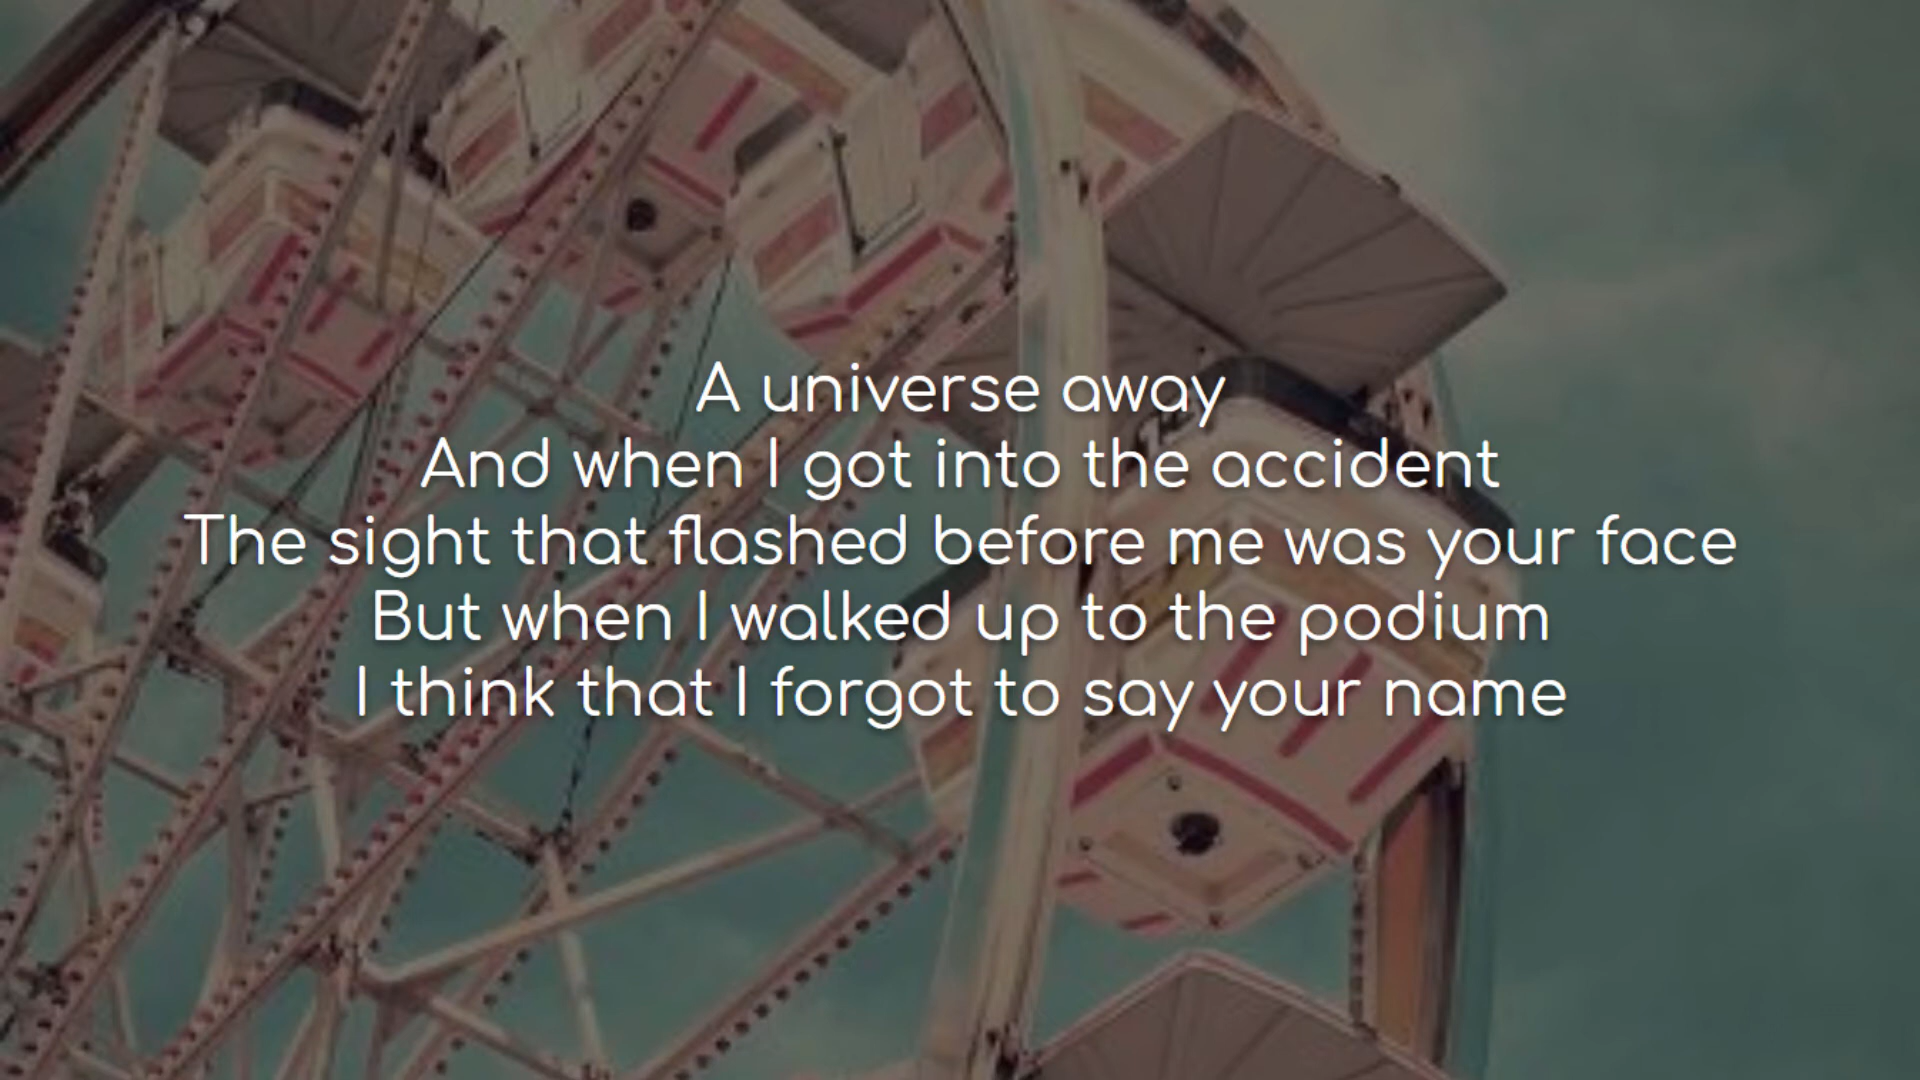 A universe away
And when I got into the accident
The sight that flashed before me was your face
But when I walked up to the podium
I think that I forgot to say your name